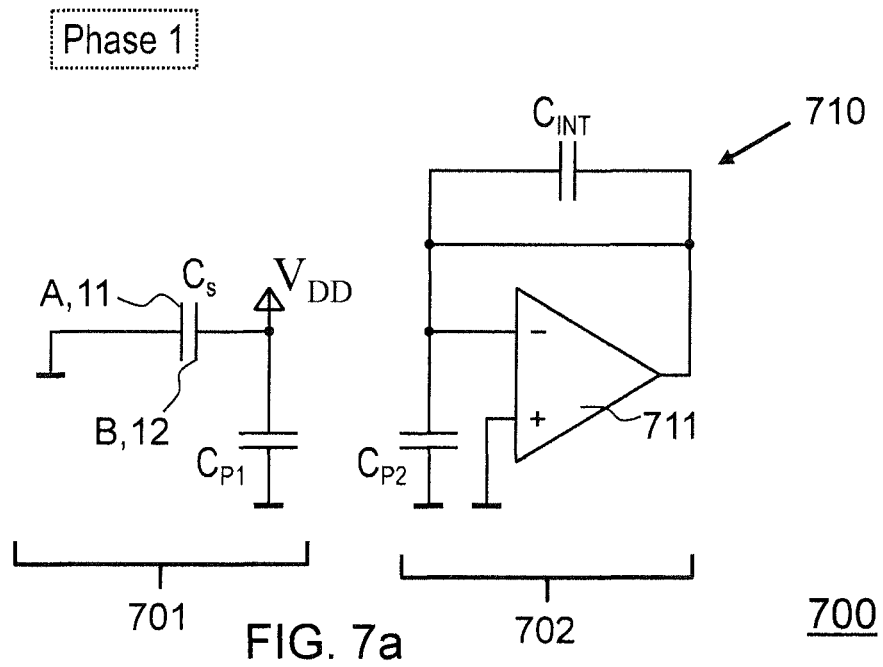 Phase 1
C_INT
710
A,11
C_s
V_DD
B,12
C_P1
C_P2
−
+
711
701
702
FIG. 7a
700